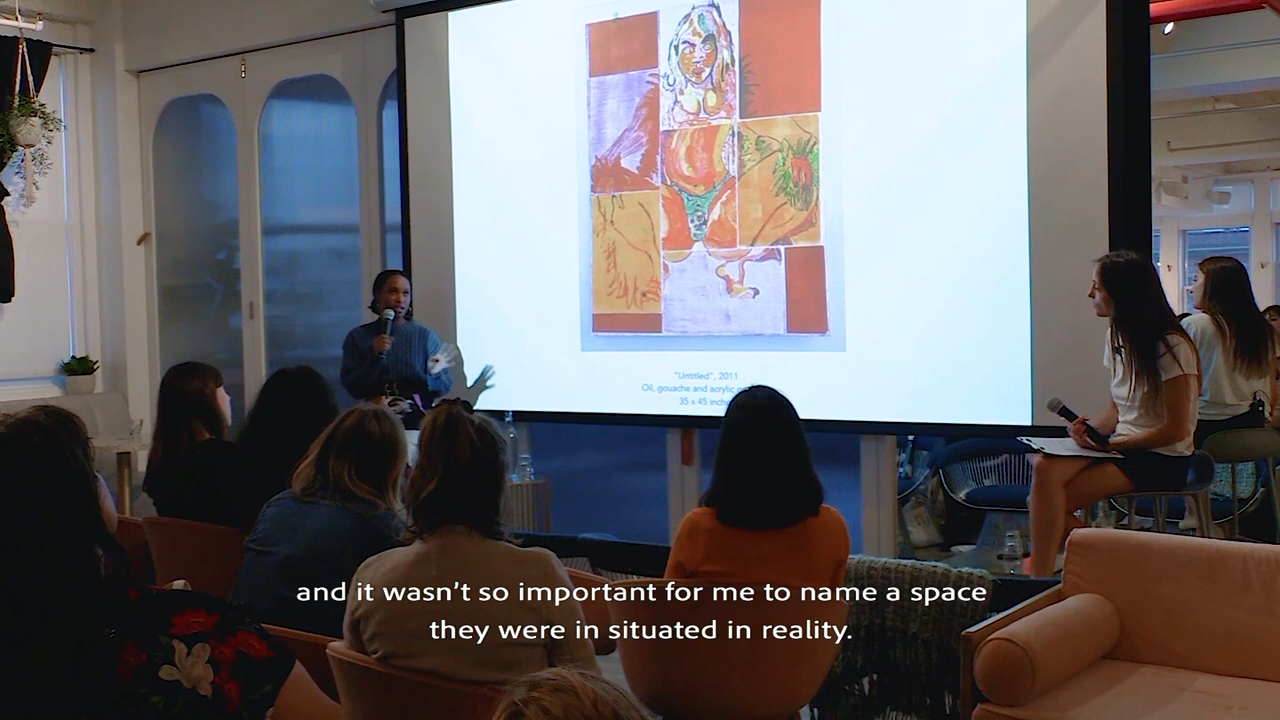 "Untitled", 2011
Oil, gouache and acrylic
35 x 45 inches
and it wasn't so important for me to name a space
they were in situated in reality.